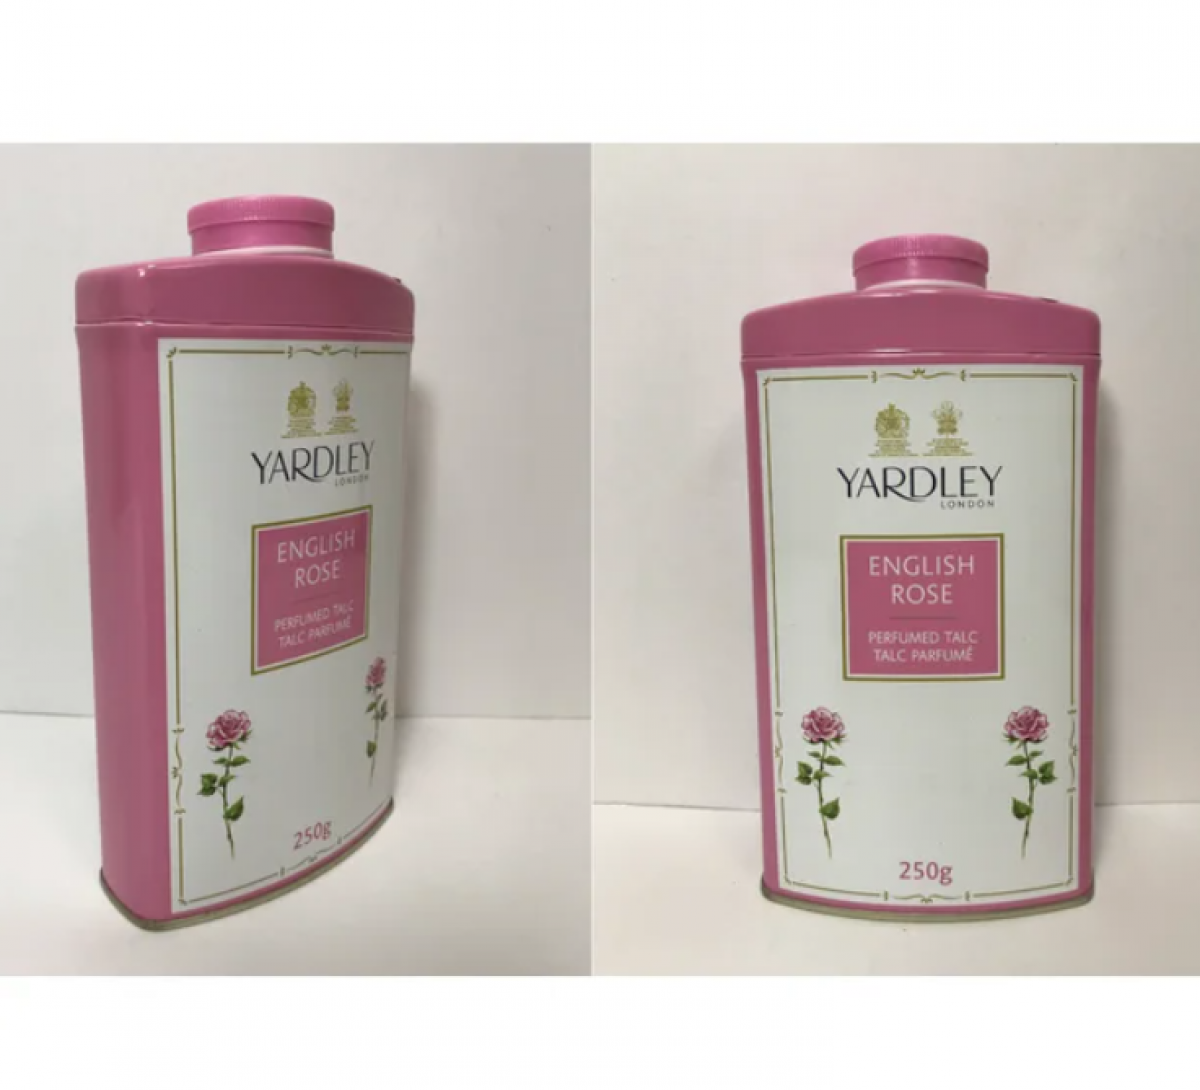 YARDLEY
LONDON
ENGLISH
ROSE
PERFUMED TALC
TALC PARFUMÉ
250g
YARDLEY
LONDON
ENGLISH
ROSE
PERFUMED TALC
TALC PARFUMÉ
250g